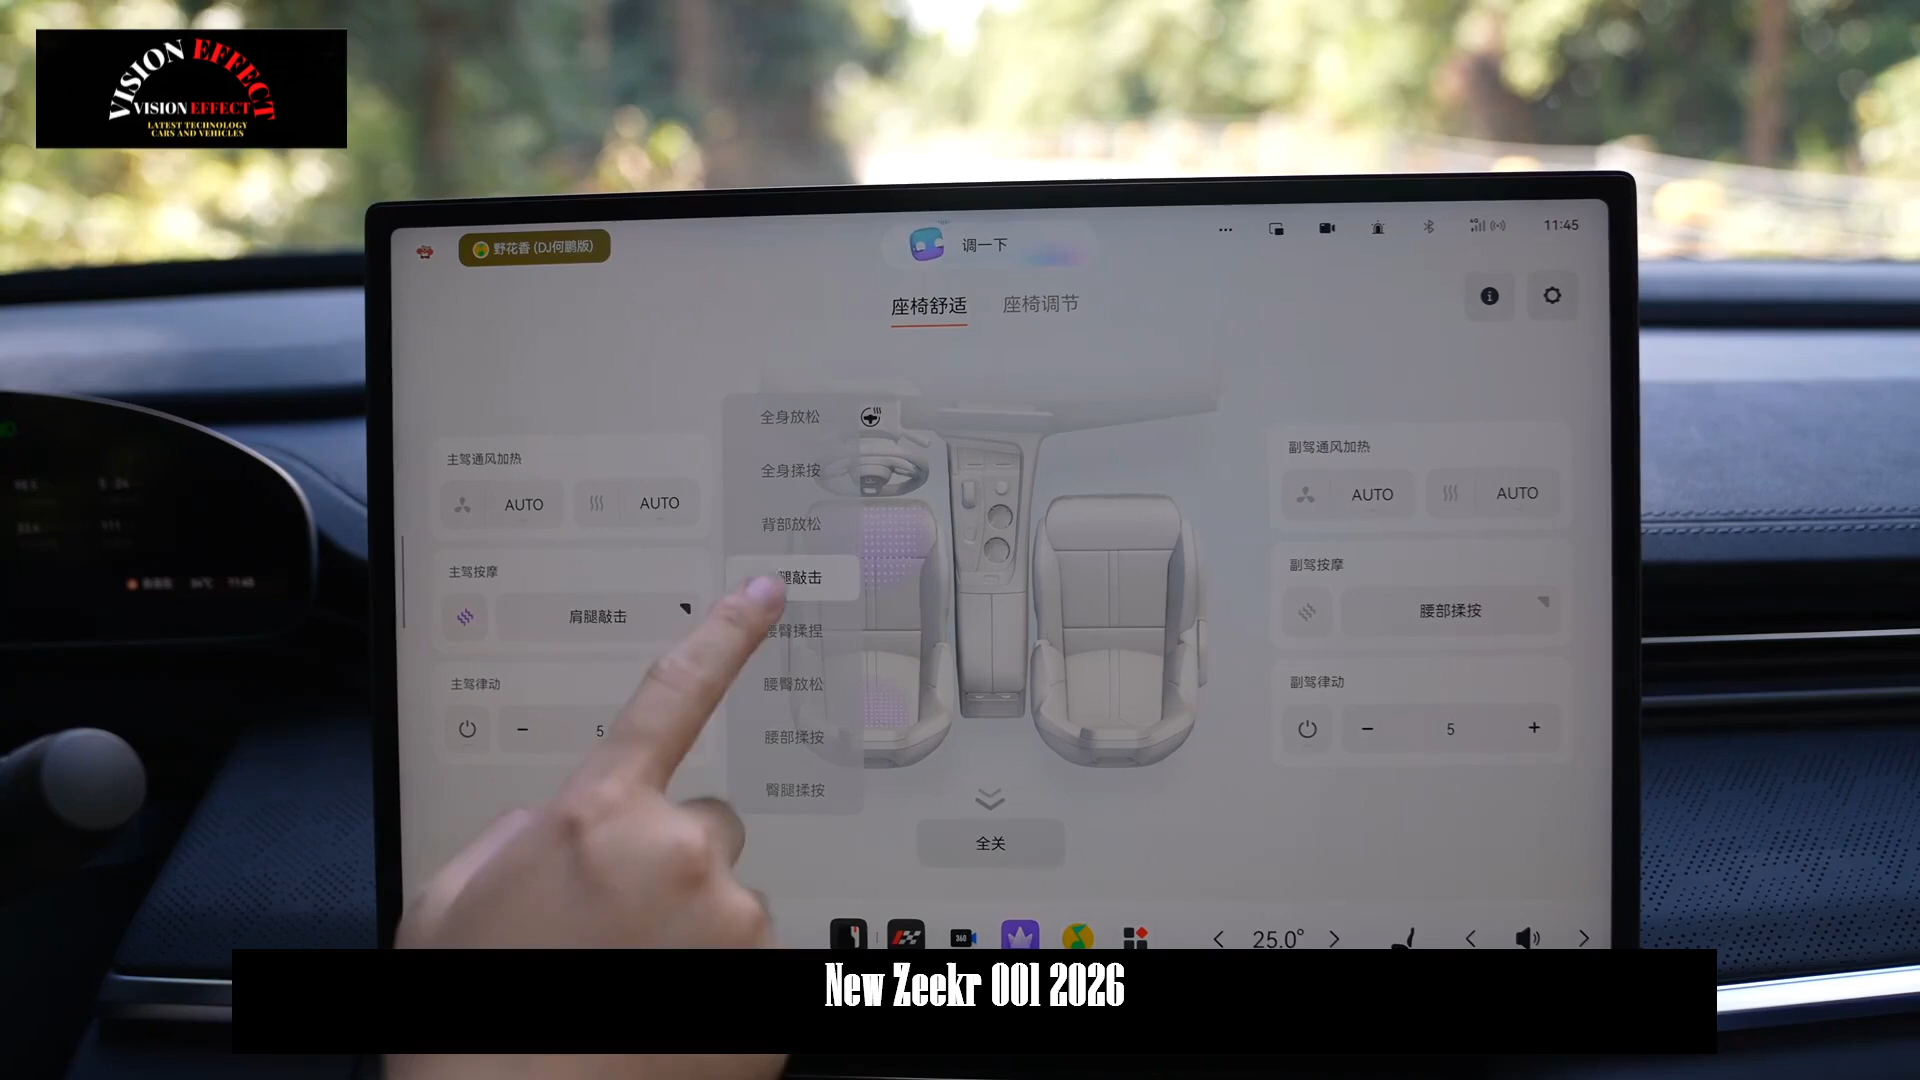 VISION EFFECT
VISION EFFECT
LATEST TECHNOLOGY
CARS AND VEHICLES
野花香 (DJ何鹏版)
调一下
11:45
座椅舒适
座椅调节
全身放松
全身揉按
背部放松
腿敲击
腰臀揉捏
腰臀放松
腰部揉按
臀腿揉按
主驾通风加热
AUTO
AUTO
主驾按摩
肩腿敲击
主驾律动
5
副驾通风加热
AUTO
AUTO
副驾按摩
腰部揉按
副驾律动
5
全关
360
25.0°
New Zeekr 001 2026